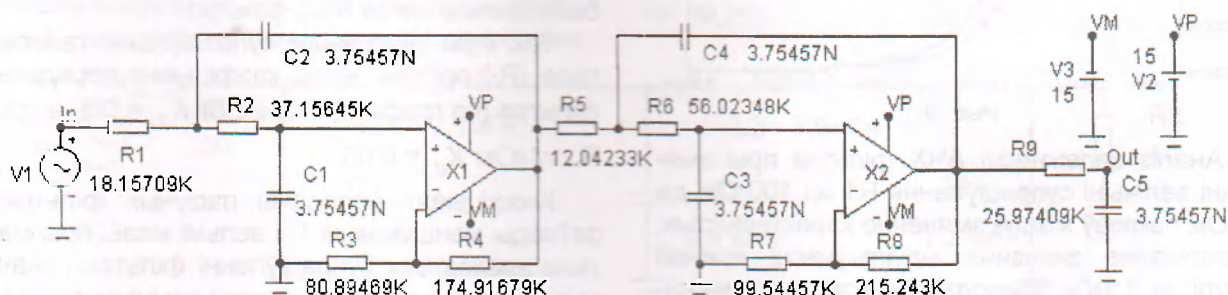 C2 3.75457N
C4 3.75457N
VM VP
15
V3 V2
15
In
R2 37.15645K
VP
R5 R6 56.02348K
VP
R9
Out
R1
X1
12.04233K
X2
V1
18.15709K
C1
C3
C5
3.75457N
VM
3.75457N
VM
25.97409K 3.75457N
R3 R4
R7 R8
80.89469K 174.91679K
99.54457K 215.243K